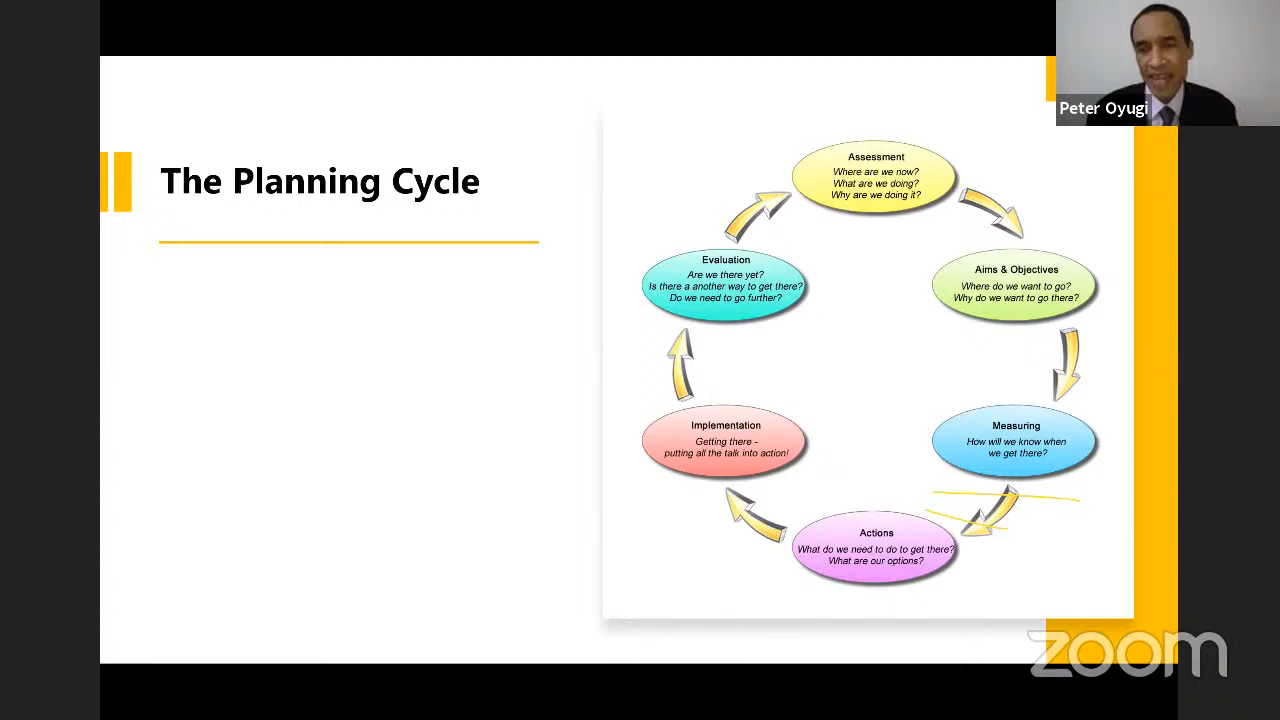 Peter Oyugi
The Planning Cycle
Assessment
Where are we now?
What are we doing?
Why are we doing it?
Aims & Objectives
Where do we want to go?
Why do we want to go there?
Measuring
How will we know when
we get there?
Actions
What do we need to do to get there?
What are our options?
Implementation
Getting there -
putting all the talk into action!
Evaluation
Are we there yet?
Is there a another way to get there?
Do we need to go further?
zoom